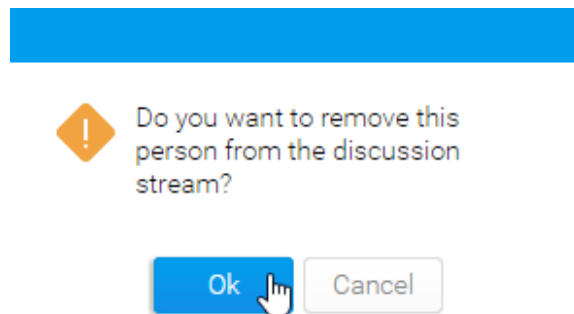 Do you want to remove this
person from the discussion
stream?
Ok
Cancel